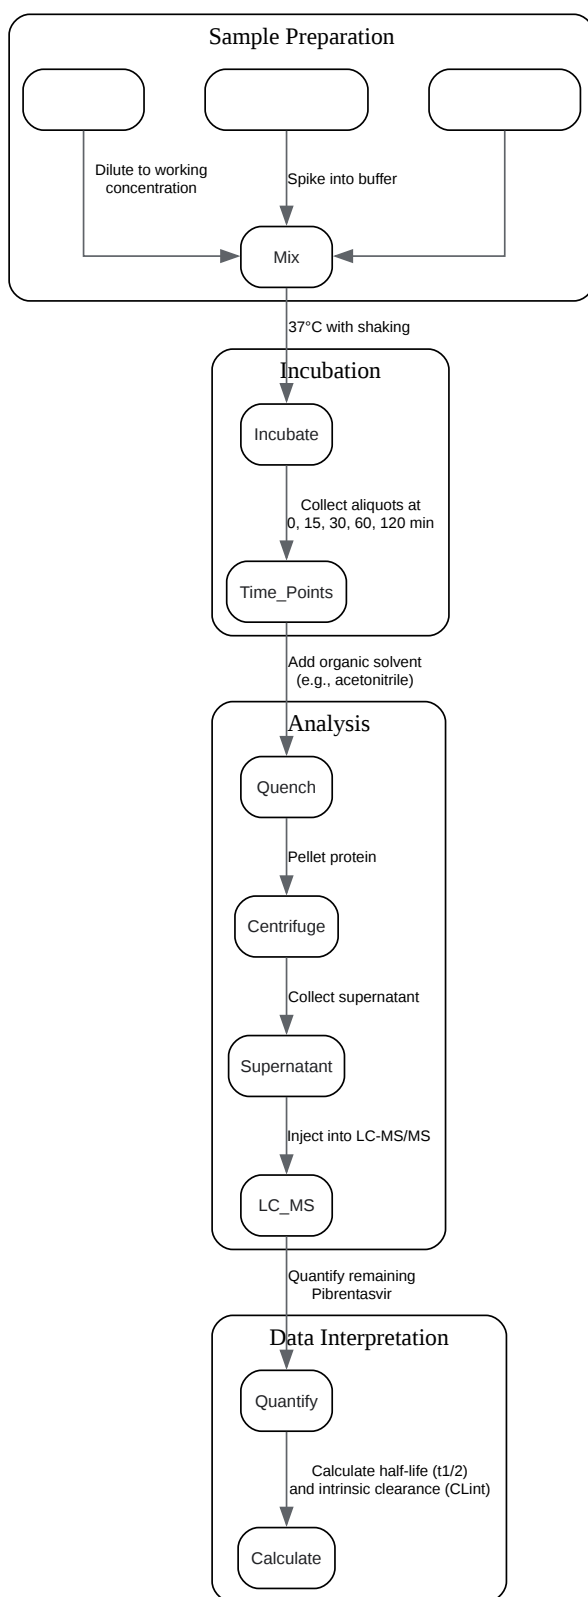 Sample Preparation
Dilute to working
concentration
Spike into buffer
Mix
37°C with shaking
Incubation
Incubate
Collect aliquots at
0, 15, 30, 60, 120 min
Time_Points
Add organic solvent
(e.g., acetonitrile)
Analysis
Quench
Pellet protein
Centrifuge
Collect supernatant
Supernatant
Inject into LC-MS/MS
LC_MS
Quantify remaining
Pibrentasvir
Data Interpretation
Quantify
Calculate half-life (t1/2)
and intrinsic clearance (CLint)
Calculate